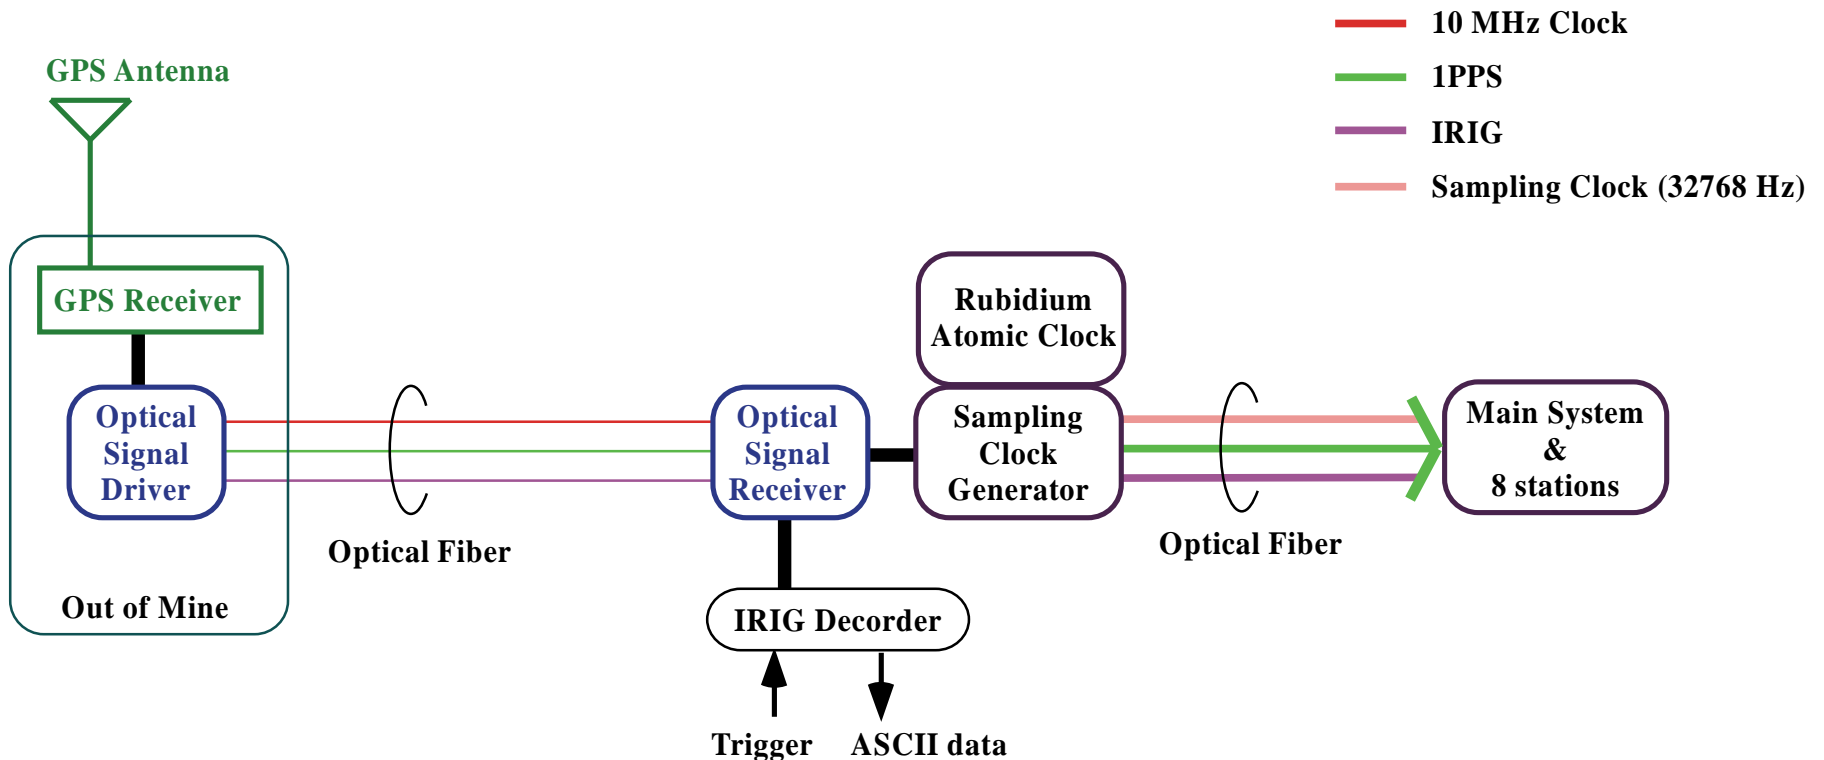 10 MHz Clock
1PPS
IRIG
Sampling Clock (32768 Hz)
GPS Antenna
GPS Receiver
Optical
Signal
Driver
Out of Mine
Optical Fiber
Optical
Signal
Receiver
IRIG Decorder
Trigger
ASCII data
Rubidium
Atomic Clock
Sampling
Clock
Generator
Optical Fiber
Main System
&
8 stations